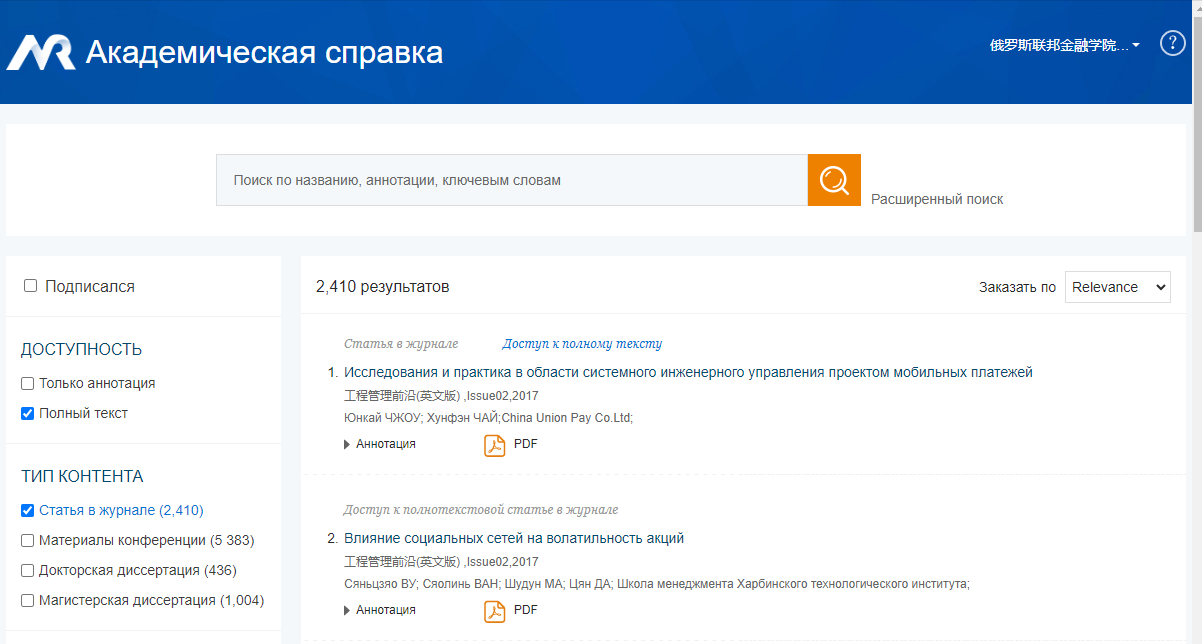 Академическая справка
俄罗斯联邦金融学院...
?
Поиск по названию, аннотации, ключевым словам
Расширенный поиск
Подписался
2,410 результатов
Заказать по
Relevance
ДОСТУПНОСТЬ
Только аннотация
Полный текст
ТИП КОНТЕНТА
Статья в журнале (2,410)
Материалы конференции (5 383)
Докторская диссертация (436)
Магистерская диссертация (1,004)
Статья в журнале Доступ к полному тексту
1. Исследования и практика в области системного инженерного управления проектом мобильных платежей
工程管理前沿(英文版) ,Issue02,2017
Юнкай ЧЖОУ; Хунфэн ЧАЙ;China Union Pay Co.Ltd;
Аннотация PDF
Доступ к полнотекстовой статье в журнале
2. Влияние социальных сетей на волатильность акций
工程管理前沿(英文版) ,Issue02,2017
Сяньцзяо ВУ; Сяолинь ВАН; Шудун МА; Цян ДА; Школа менеджмента Харбинского технологического института;
Аннотация PDF